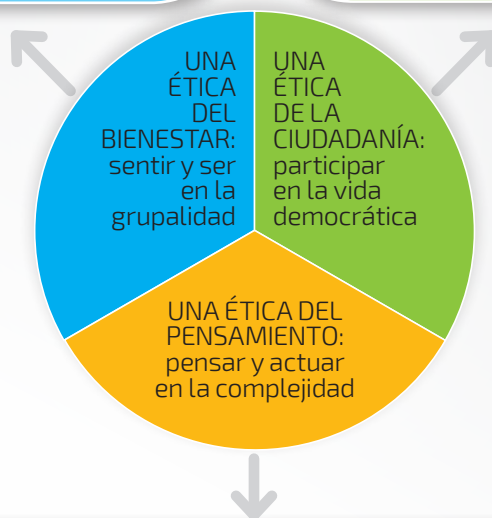 UNA
ÉTICA
DEL
BIENESTAR:
sentir y ser
en la
grupalidad
UNA
ÉTICA
DE LA
CIUDADANÍA:
participar
en la vida
democrática
UNA ÉTICA DEL
PENSAMIENTO:
pensar y actuar
en la complejidad